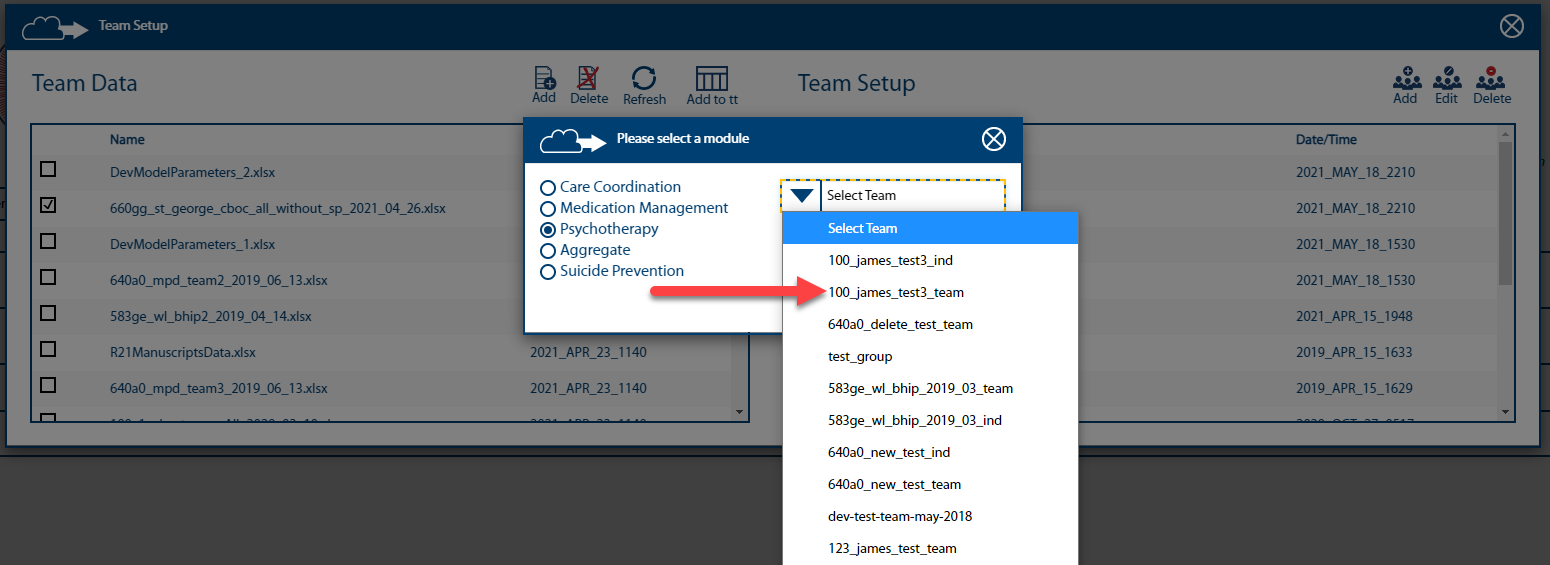 Team Setup
Team Data
Add
Delete
Refresh
Add to tt
Team Setup
Add
Edit
Delete
Name
Date/Time
DevModelParameters_2.xlsx
2021_MAY_18_2210
660gg_st_george_cboc_all_without_sp_2021_04_26.xlsx
2021_MAY_18_2210
DevModelParameters_1.xlsx
2021_MAY_18_1530
640a0_mpd_team2_2019_06_13.xlsx
2021_MAY_18_1530
583ge_wl_bhip2_2019_04_14.xlsx
2021_APR_15_1948
R21ManuscriptsData.xlsx
2021_APR_23_1140
2019_APR_15_1633
640a0_mpd_team3_2019_06_13.xlsx
2021_APR_23_1140
2019_APR_15_1629
Please select a module
Care Coordination
Medication Management
Psychotherapy
Aggregate
Suicide Prevention
Select Team
Select Team
100_james_test3_ind
100_james_test3_team
640a0_delete_test_team
test_group
583ge_wl_bhip_2019_03_team
583ge_wl_bhip_2019_03_ind
640a0_new_test_ind
640a0_new_test_team
dev-test-team-may-2018
123_james_test_team